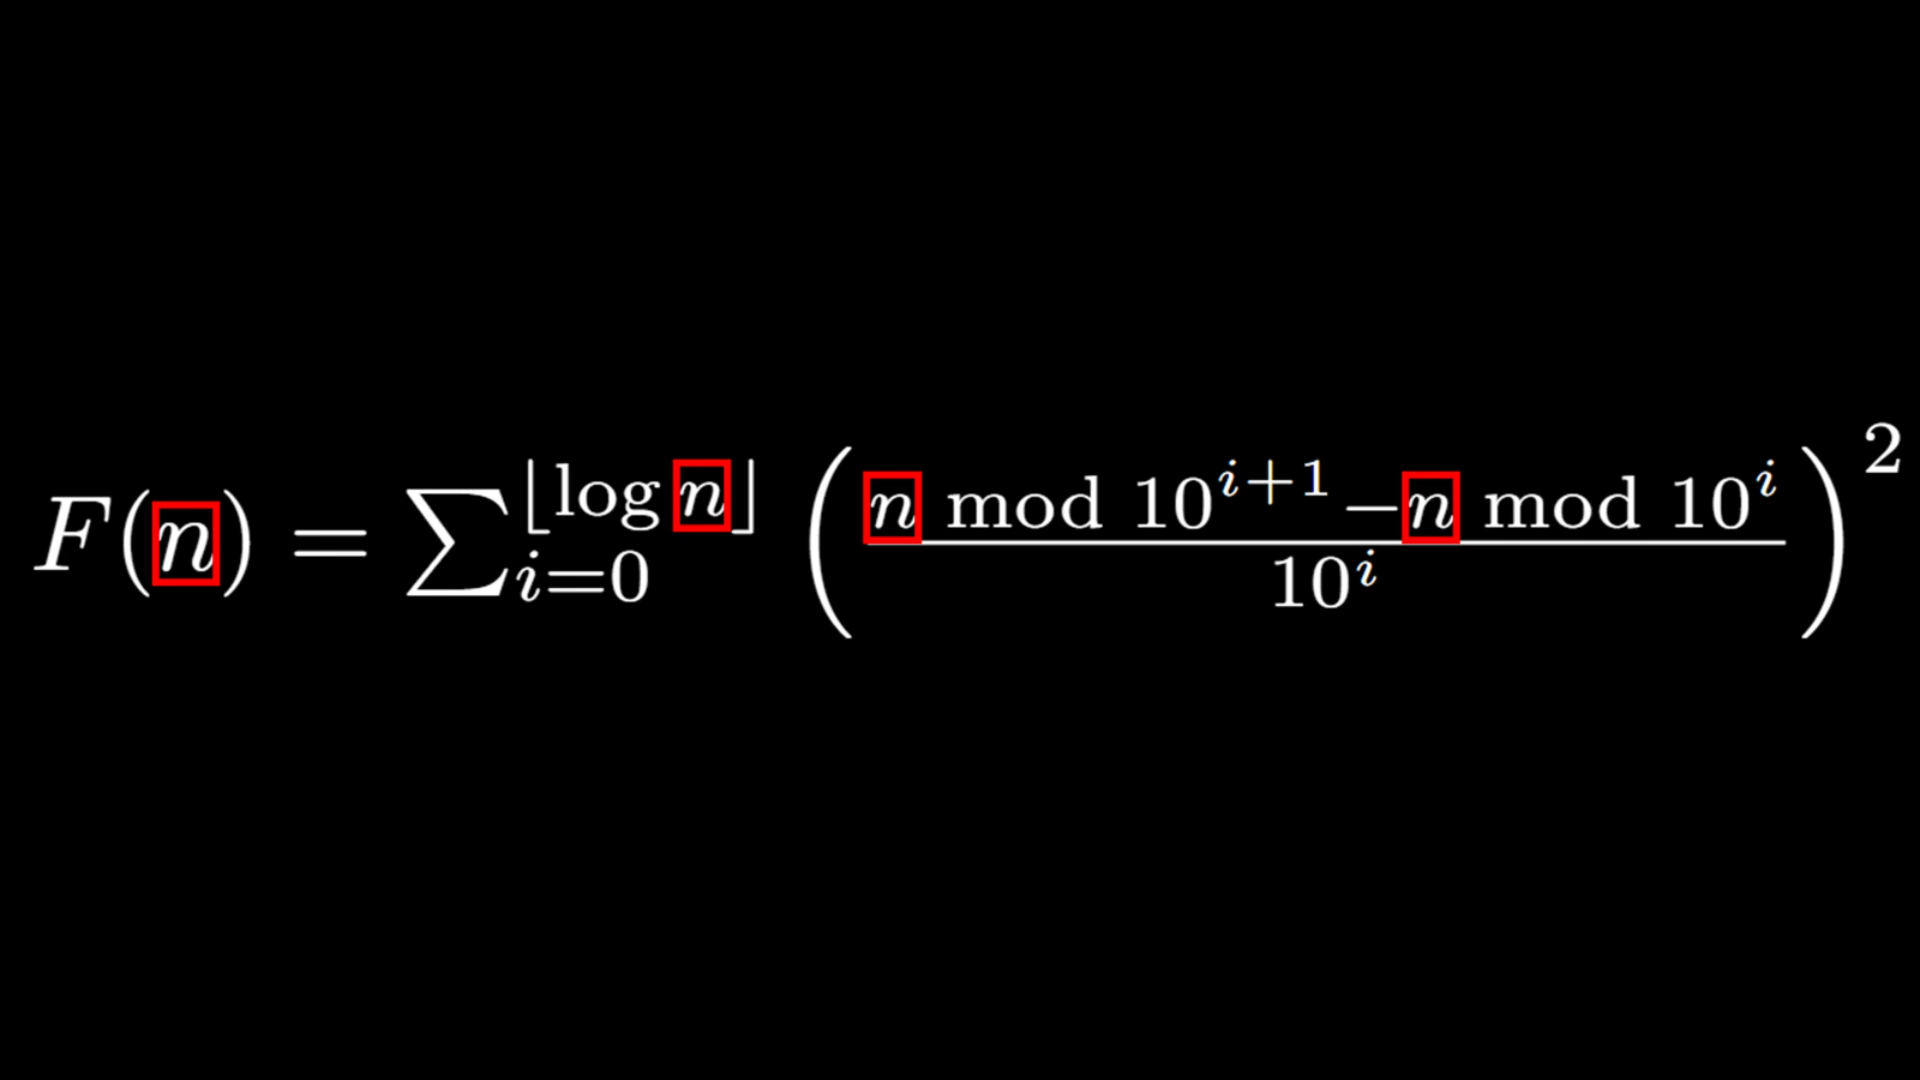 F(n) = ∑_{i=0}^{⌊log n⌋} ( (n mod 10^{i+1} − n mod 10^i) / 10^i )^2